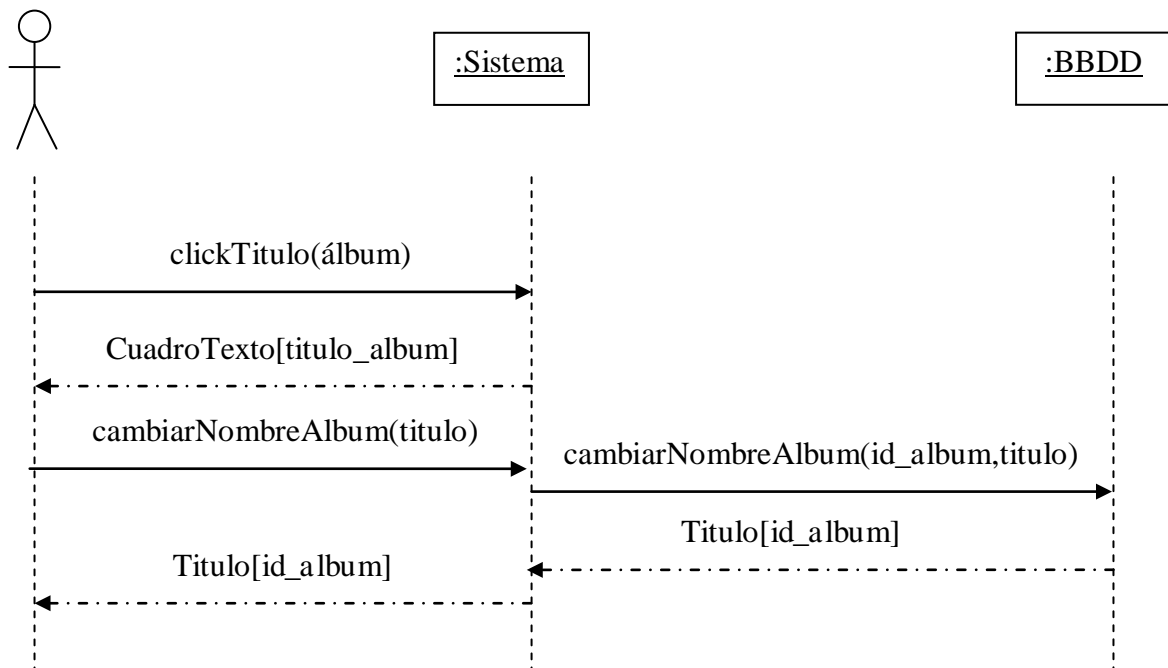 :Sistema
:BBDD
clickTitulo(álbum)
CuadroTexto[titulo_album]
cambiarNombreAlbum(titulo)
cambiarNombreAlbum(id_album,titulo)
Titulo[id_album]
Titulo[id_album]